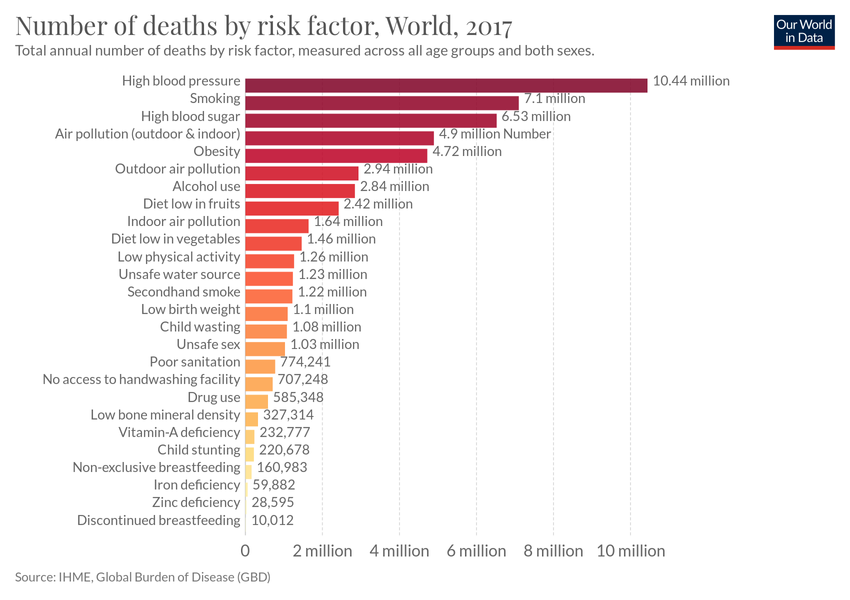 Number of deaths by risk factor, World, 2017
Total annual number of deaths by risk factor, measured across all age groups and both sexes.
Our World
in Data
High blood pressure 10.44 million
Smoking 7.1 million
High blood sugar 6.53 million
Air pollution (outdoor & indoor) 4.9 million Number
Obesity 4.72 million
Outdoor air pollution 2.94 million
Alcohol use 2.84 million
Diet low in fruits 2.42 million
Indoor air pollution 1.64 million
Diet low in vegetables 1.46 million
Low physical activity 1.26 million
Unsafe water source 1.23 million
Secondhand smoke 1.22 million
Low birth weight 1.1 million
Child wasting 1.08 million
Unsafe sex 1.03 million
Poor sanitation 774,241
No access to handwashing facility 707,248
Drug use 585,348
Low bone mineral density 327,314
Vitamin-A deficiency 232,777
Child stunting 220,678
Non-exclusive breastfeeding 160,983
Iron deficiency 59,882
Zinc deficiency 28,595
Discontinued breastfeeding 10,012
0 2 million 4 million 6 million 8 million 10 million
Source: IHME, Global Burden of Disease (GBD)